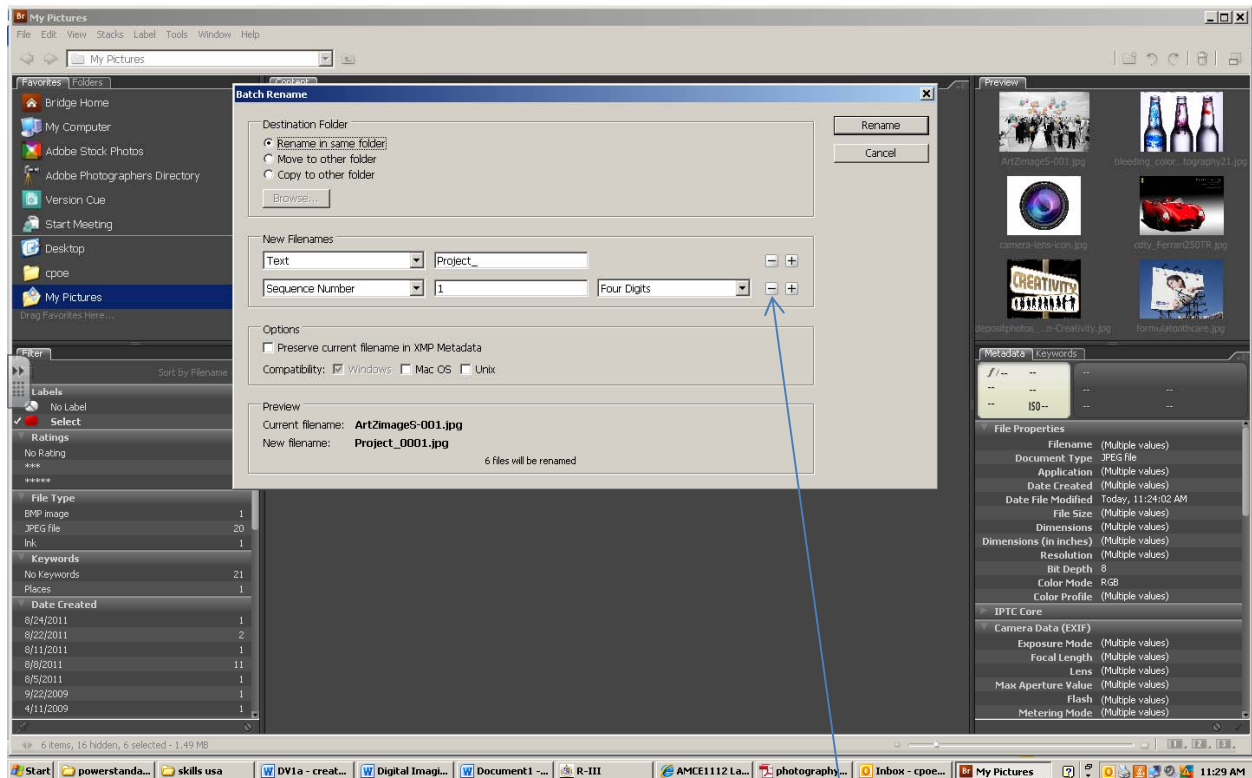 Br My Pictures
File Edit View Stacks Label Tools Window Help
My Pictures
Favorites Folders
Bridge Home
My Computer
Adobe Stock Photos
Adobe Photographers Directory
Version Cue
Start Meeting
Desktop
cpoe
My Pictures
Drag Favorites Here...
Filter
Sort by Filename
Labels
No Label
Select
Ratings
No Rating
***
*****
File Type
BMP image 1
JPEG file 20
lnk 1
Keywords
No Keywords 21
Places 1
Date Created
8/24/2011 1
8/22/2011 2
8/11/2011 1
8/8/2011 11
8/5/2011 1
9/22/2009 1
4/11/2009 1
Content
Batch Rename
Destination Folder
Rename in same folder
Move to other folder
Copy to other folder
Browse...
Rename
Cancel
New Filenames
Text Project_
Sequence Number 1 Four Digits
Options
Preserve current filename in XMP Metadata
Compatibility: Windows Mac OS Unix
Preview
Current filename: ArtZimageS-001.jpg
New filename: Project_0001.jpg
6 files will be renamed
Preview
ArtZimageS-001.jpg bleeding_color...tography21.jpg
camera-lens-icon.jpg cdty_Ferrari250TR.jpg
CREATIVITY
depositphotos_...n-Creativity.jpg formulatoothcare.jpg
Metadata Keywords
f/-- -- --
-- -- -- --
-- ISO-- -- --
File Properties
Filename (Multiple values)
Document Type JPEG file
Application (Multiple values)
Date Created (Multiple values)
Date File Modified Today, 11:24:02 AM
File Size (Multiple values)
Dimensions (Multiple values)
Dimensions (in inches) (Multiple values)
Resolution (Multiple values)
Bit Depth 8
Color Mode RGB
Color Profile (Multiple values)
IPTC Core
Camera Data (EXIF)
Exposure Mode (Multiple values)
Focal Length (Multiple values)
Lens (Multiple values)
Max Aperture Value (Multiple values)
Flash (Multiple values)
Metering Mode (Multiple values)
6 items, 16 hidden, 6 selected - 1.49 MB
1 2 3
Start powerstanda... skills usa DV1a - creat... Digital Imagi... Document1 -... R-III AMCE1112 La... photography... Inbox - cpoe... Br My Pictures 11:29 AM